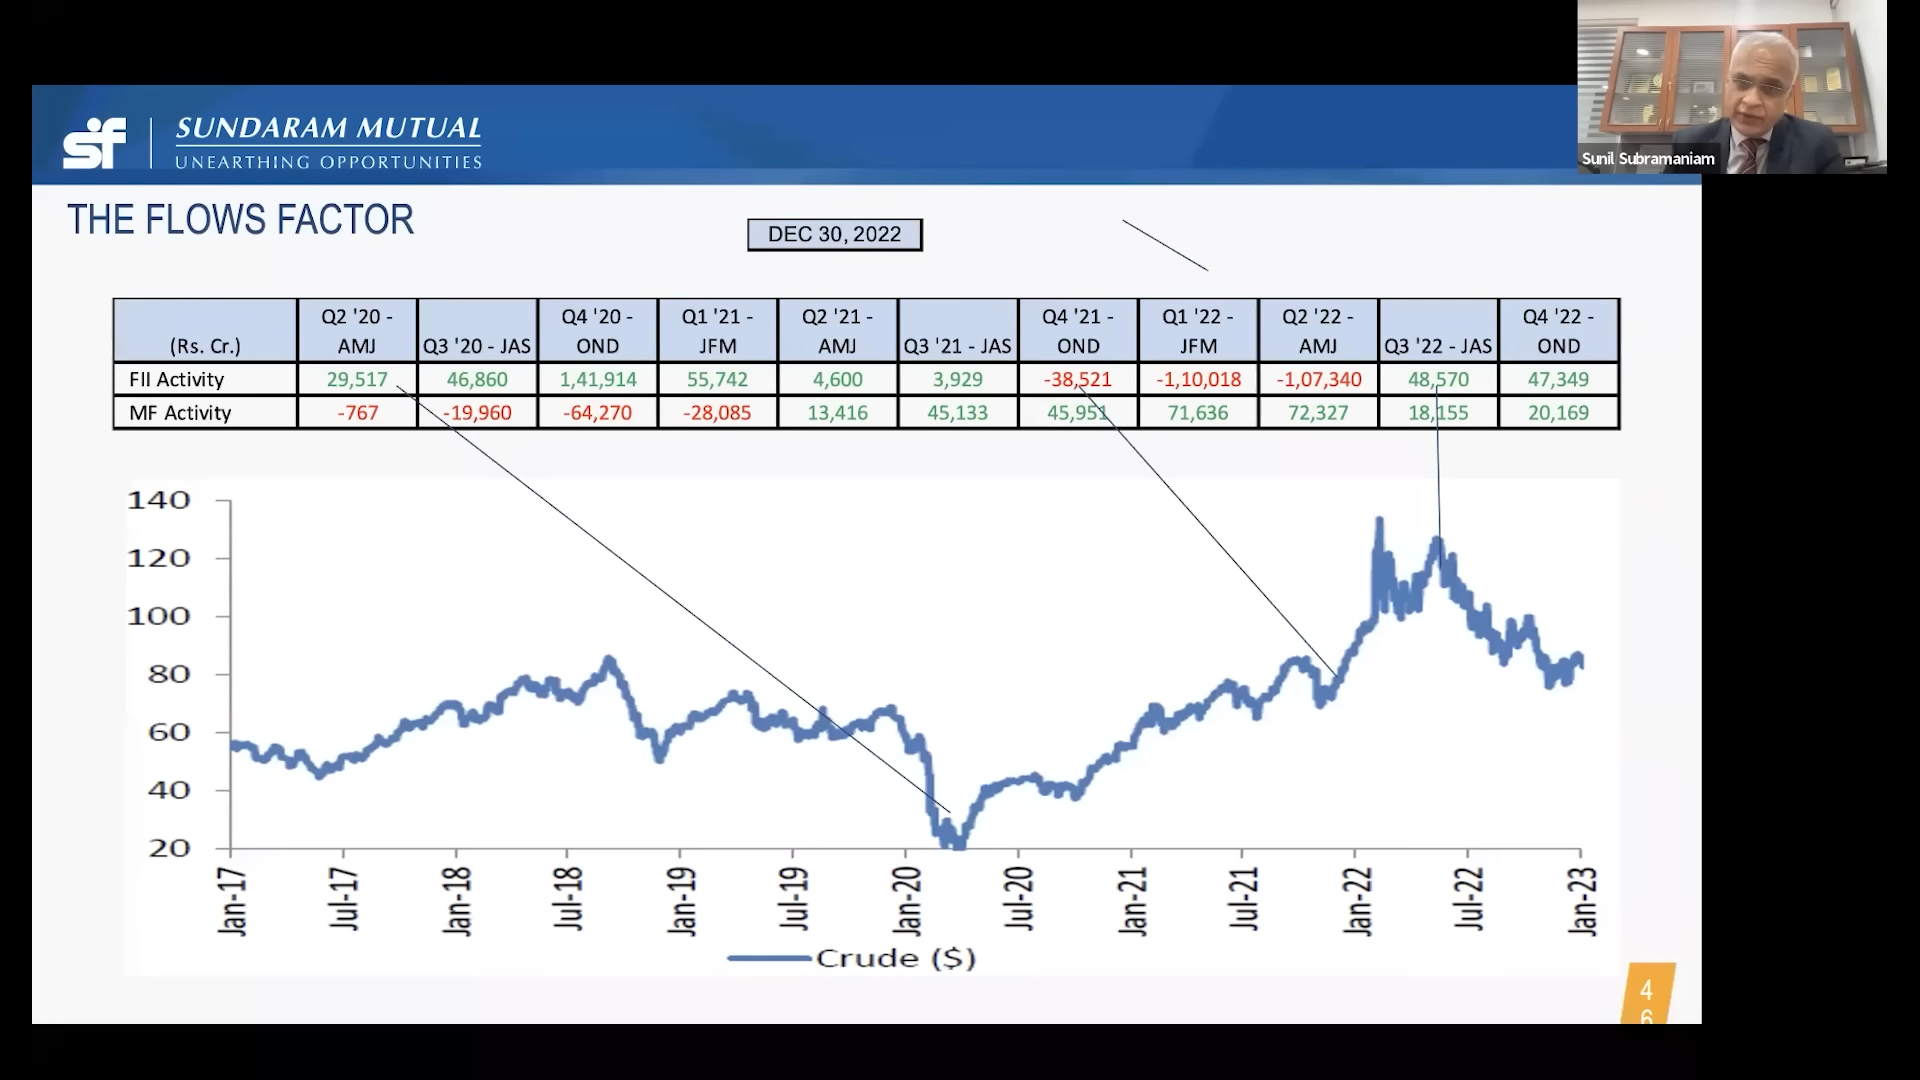 Sunil Subramaniam
sf
SUNDARAM MUTUAL
UNEARTHING OPPORTUNITIES
THE FLOWS FACTOR
DEC 30, 2022
(Rs. Cr.) Q2 '20 - AMJ Q3 '20 - JAS Q4 '20 - OND Q1 '21 - JFM Q2 '21 - AMJ Q3 '21 - JAS Q4 '21 - OND Q1 '22 - JFM Q2 '22 - AMJ Q3 '22 - JAS Q4 '22 - OND
FII Activity 29,517 46,860 1,41,914 55,742 4,600 3,929 -38,521 -1,10,018 -1,07,340 48,570 47,349
MF Activity -767 -19,960 -64,270 -28,085 13,416 45,133 45,951 71,636 72,327 18,155 20,169
140
120
100
80
60
40
20
Jan-17 Jul-17 Jan-18 Jul-18 Jan-19 Jul-19 Jan-20 Jul-20 Jan-21 Jul-21 Jan-22 Jul-22 Jan-23
Crude ($)
4
6